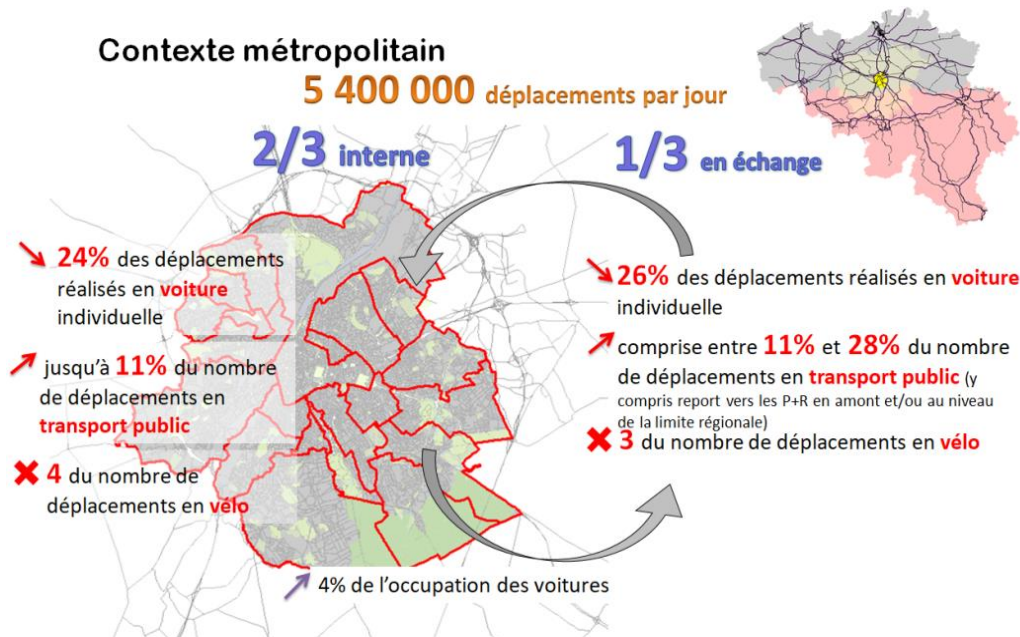 Contexte métropolitain
5 400 000 déplacements par jour
2/3 interne
1/3 en échange
24% des déplacements
réalisés en voiture
individuelle
jusqu'à 11% du nombre
de déplacements en
transport public
4 du nombre de
déplacements en vélo
26% des déplacements réalisés en voiture
individuelle
comprise entre 11% et 28% du nombre
de déplacements en transport public (y
compris report vers les P+R en amont et/ou au niveau
de la limite régionale)
3 du nombre de déplacements en vélo
4% de l'occupation des voitures